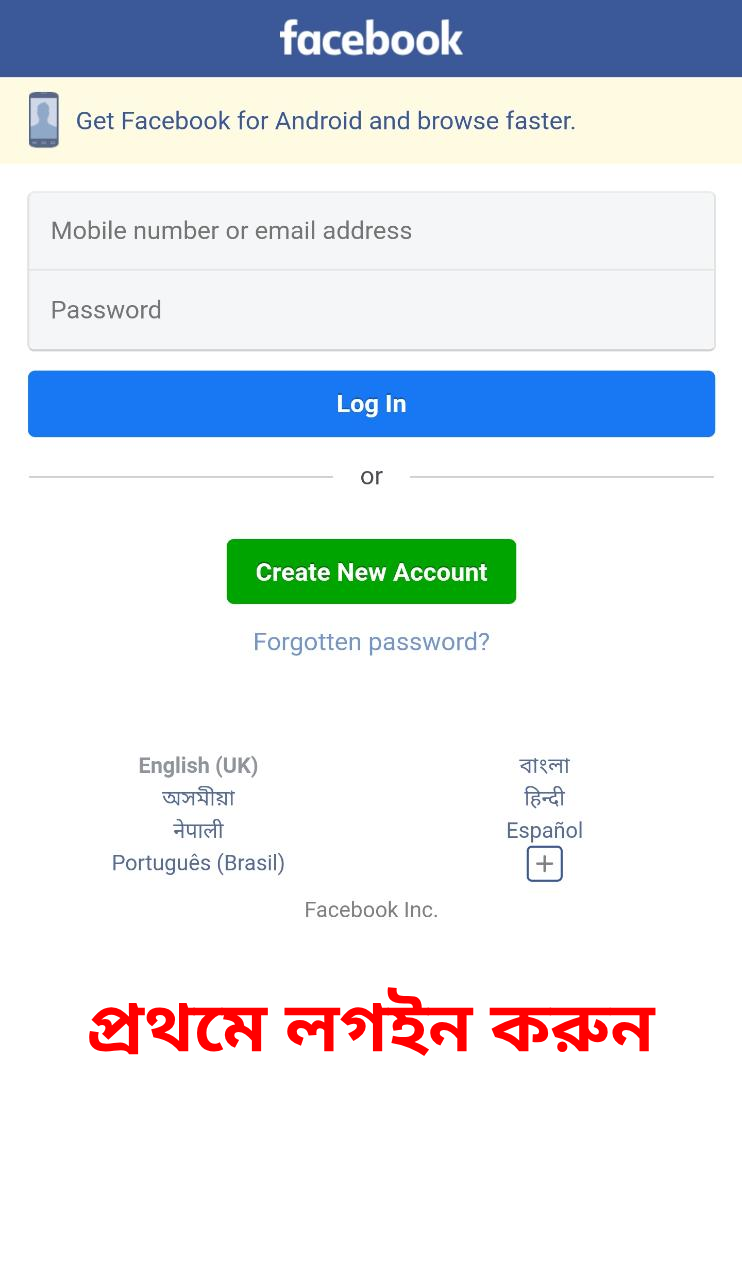 facebook
Get Facebook for Android and browse faster.
Mobile number or email address
Password
Log In
or
Create New Account
Forgotten password?
English (UK)
বাংলা
অসমীয়া
हिन्दी
नेपाली
Español
Português (Brasil)
+
Facebook Inc.
প্রথমে লগইন করুন